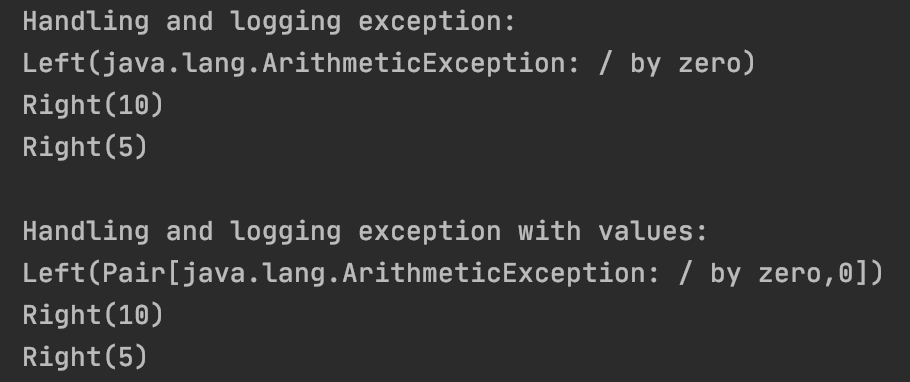 Handling and logging exception:
Left(java.lang.ArithmeticException: / by zero)
Right(10)
Right(5)
Handling and logging exception with values:
Left(Pair[java.lang.ArithmeticException: / by zero,0])
Right(10)
Right(5)